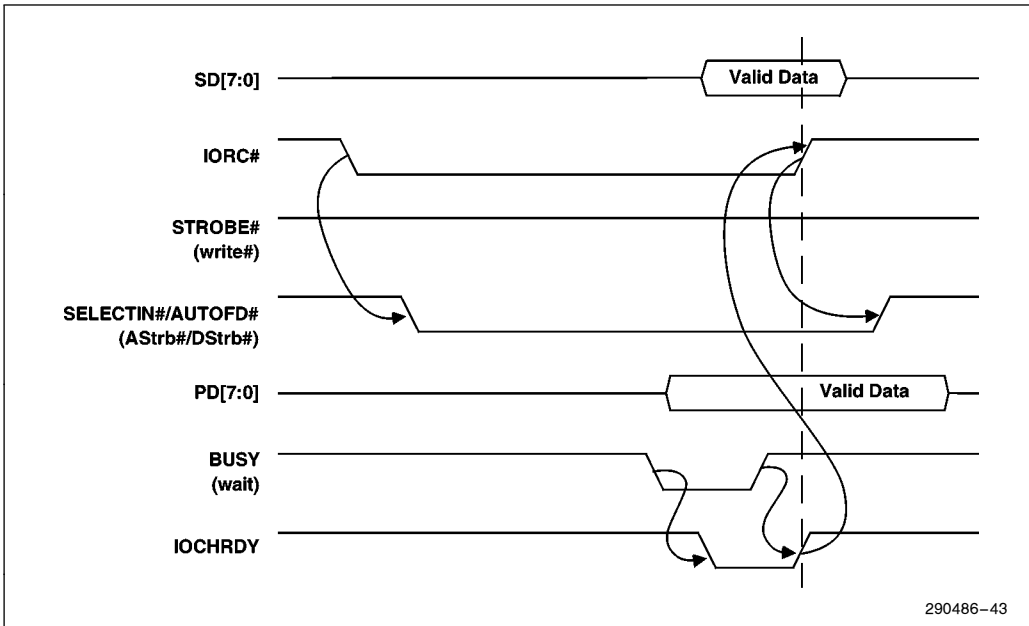 SD[7:0]
Valid Data
IORC#
STROBE#
(write#)
SELECTIN#/AUTOFD#
(AStrb#/DStrb#)
PD[7:0]
Valid Data
BUSY
(wait)
IOCHRDY
290486-43